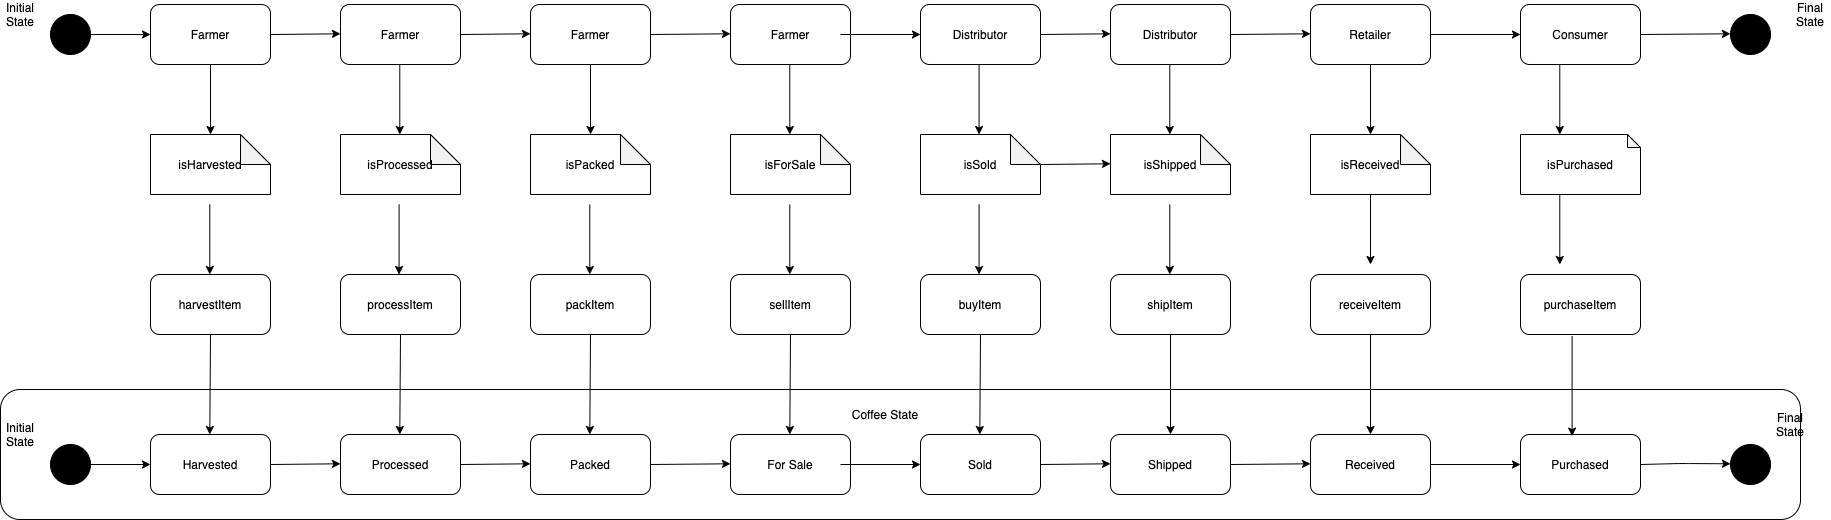 Initial
State
Final
State
Farmer
Farmer
Farmer
Farmer
Distributor
Distributor
Retailer
Consumer
isHarvested
isProcessed
isPacked
isForSale
isSold
isShipped
isReceived
isPurchased
harvestItem
processItem
packItem
sellItem
buyItem
shipItem
receiveItem
purchaseItem
Coffee State
Initial
State
Final
State
Harvested
Processed
Packed
For Sale
Sold
Shipped
Received
Purchased